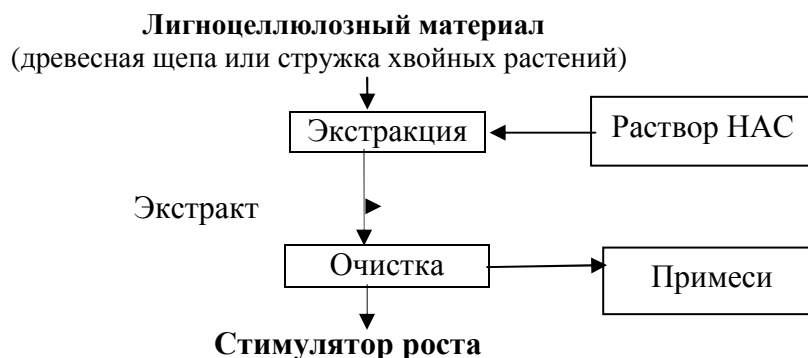 Лигноцеллюлозный материал
(древесная щепа или стружка хвойных растений)
Экстракция
Раствор НАС
Экстракт
Очистка
Примеси
Стимулятор роста